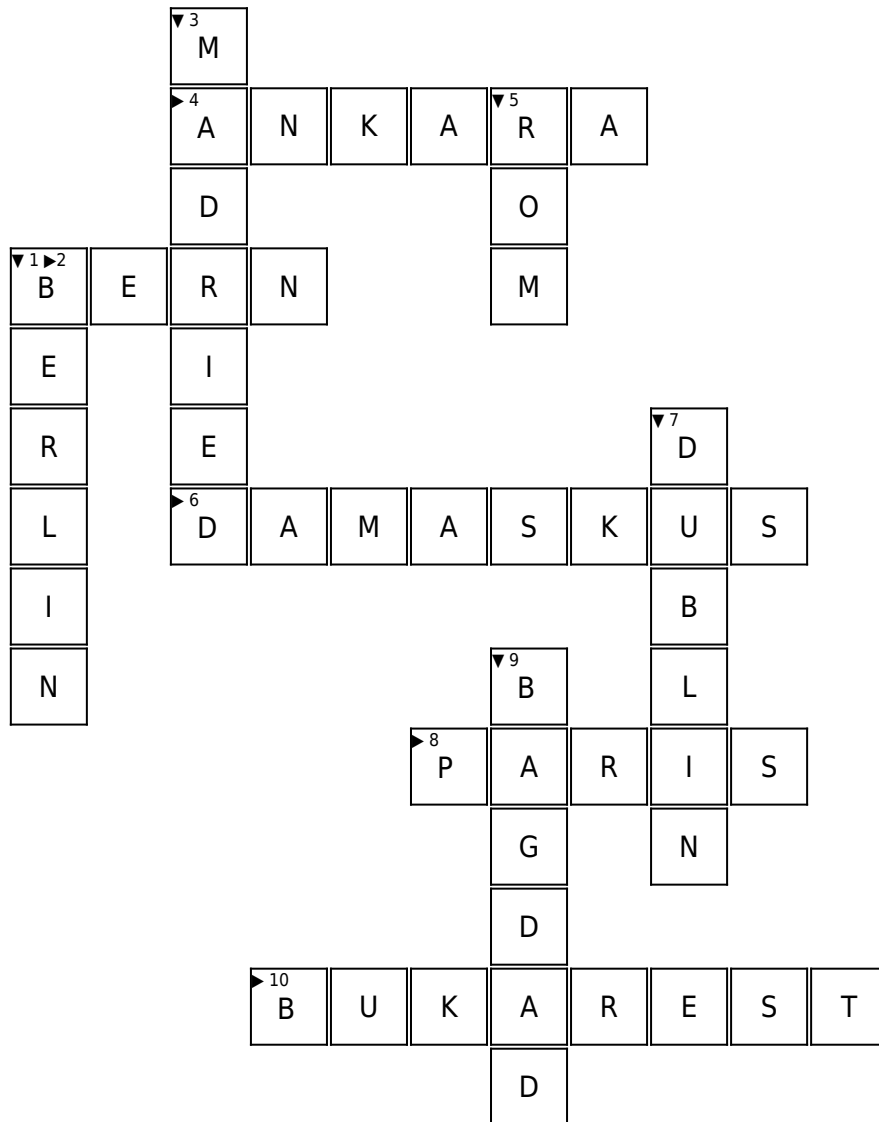 ▼ 3
M
▶ 4 ▼ 5
A N K A R A
D O
▼ 1 ▶2
B E R N M
E I
▼ 7
R E D
▶ 6
L D A M A S K U S
I B
▼ 9
N B L
▶ 8
P A R I S
G N
D
▶ 10
B U K A R E S T
D